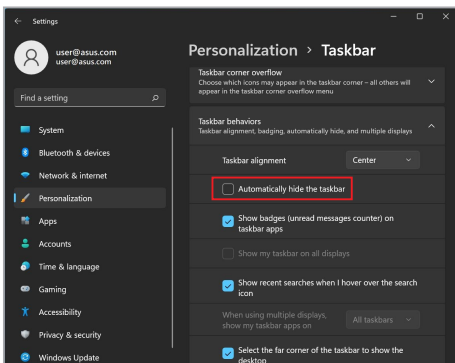 Settings
user@asus.com
user@asus.com
Find a setting
System
Bluetooth & devices
Network & internet
Personalization
Apps
Accounts
Time & language
Gaming
Accessibility
Privacy & security
Windows Update
Personalization > Taskbar
Taskbar corner overflow
Choose which icons may appear in the taskbar corner – all others will
appear in the taskbar corner overflow menu
Taskbar behaviors
Taskbar alignment, badging, automatically hide, and multiple displays
Taskbar alignment
Center
Automatically hide the taskbar
Show badges (unread messages counter) on
taskbar apps
Show my taskbar on all displays
Show recent searches when I hover over the search
icon
When using multiple displays,
show my taskbar apps on
All taskbars
Select the far corner of the taskbar to show the
desktop